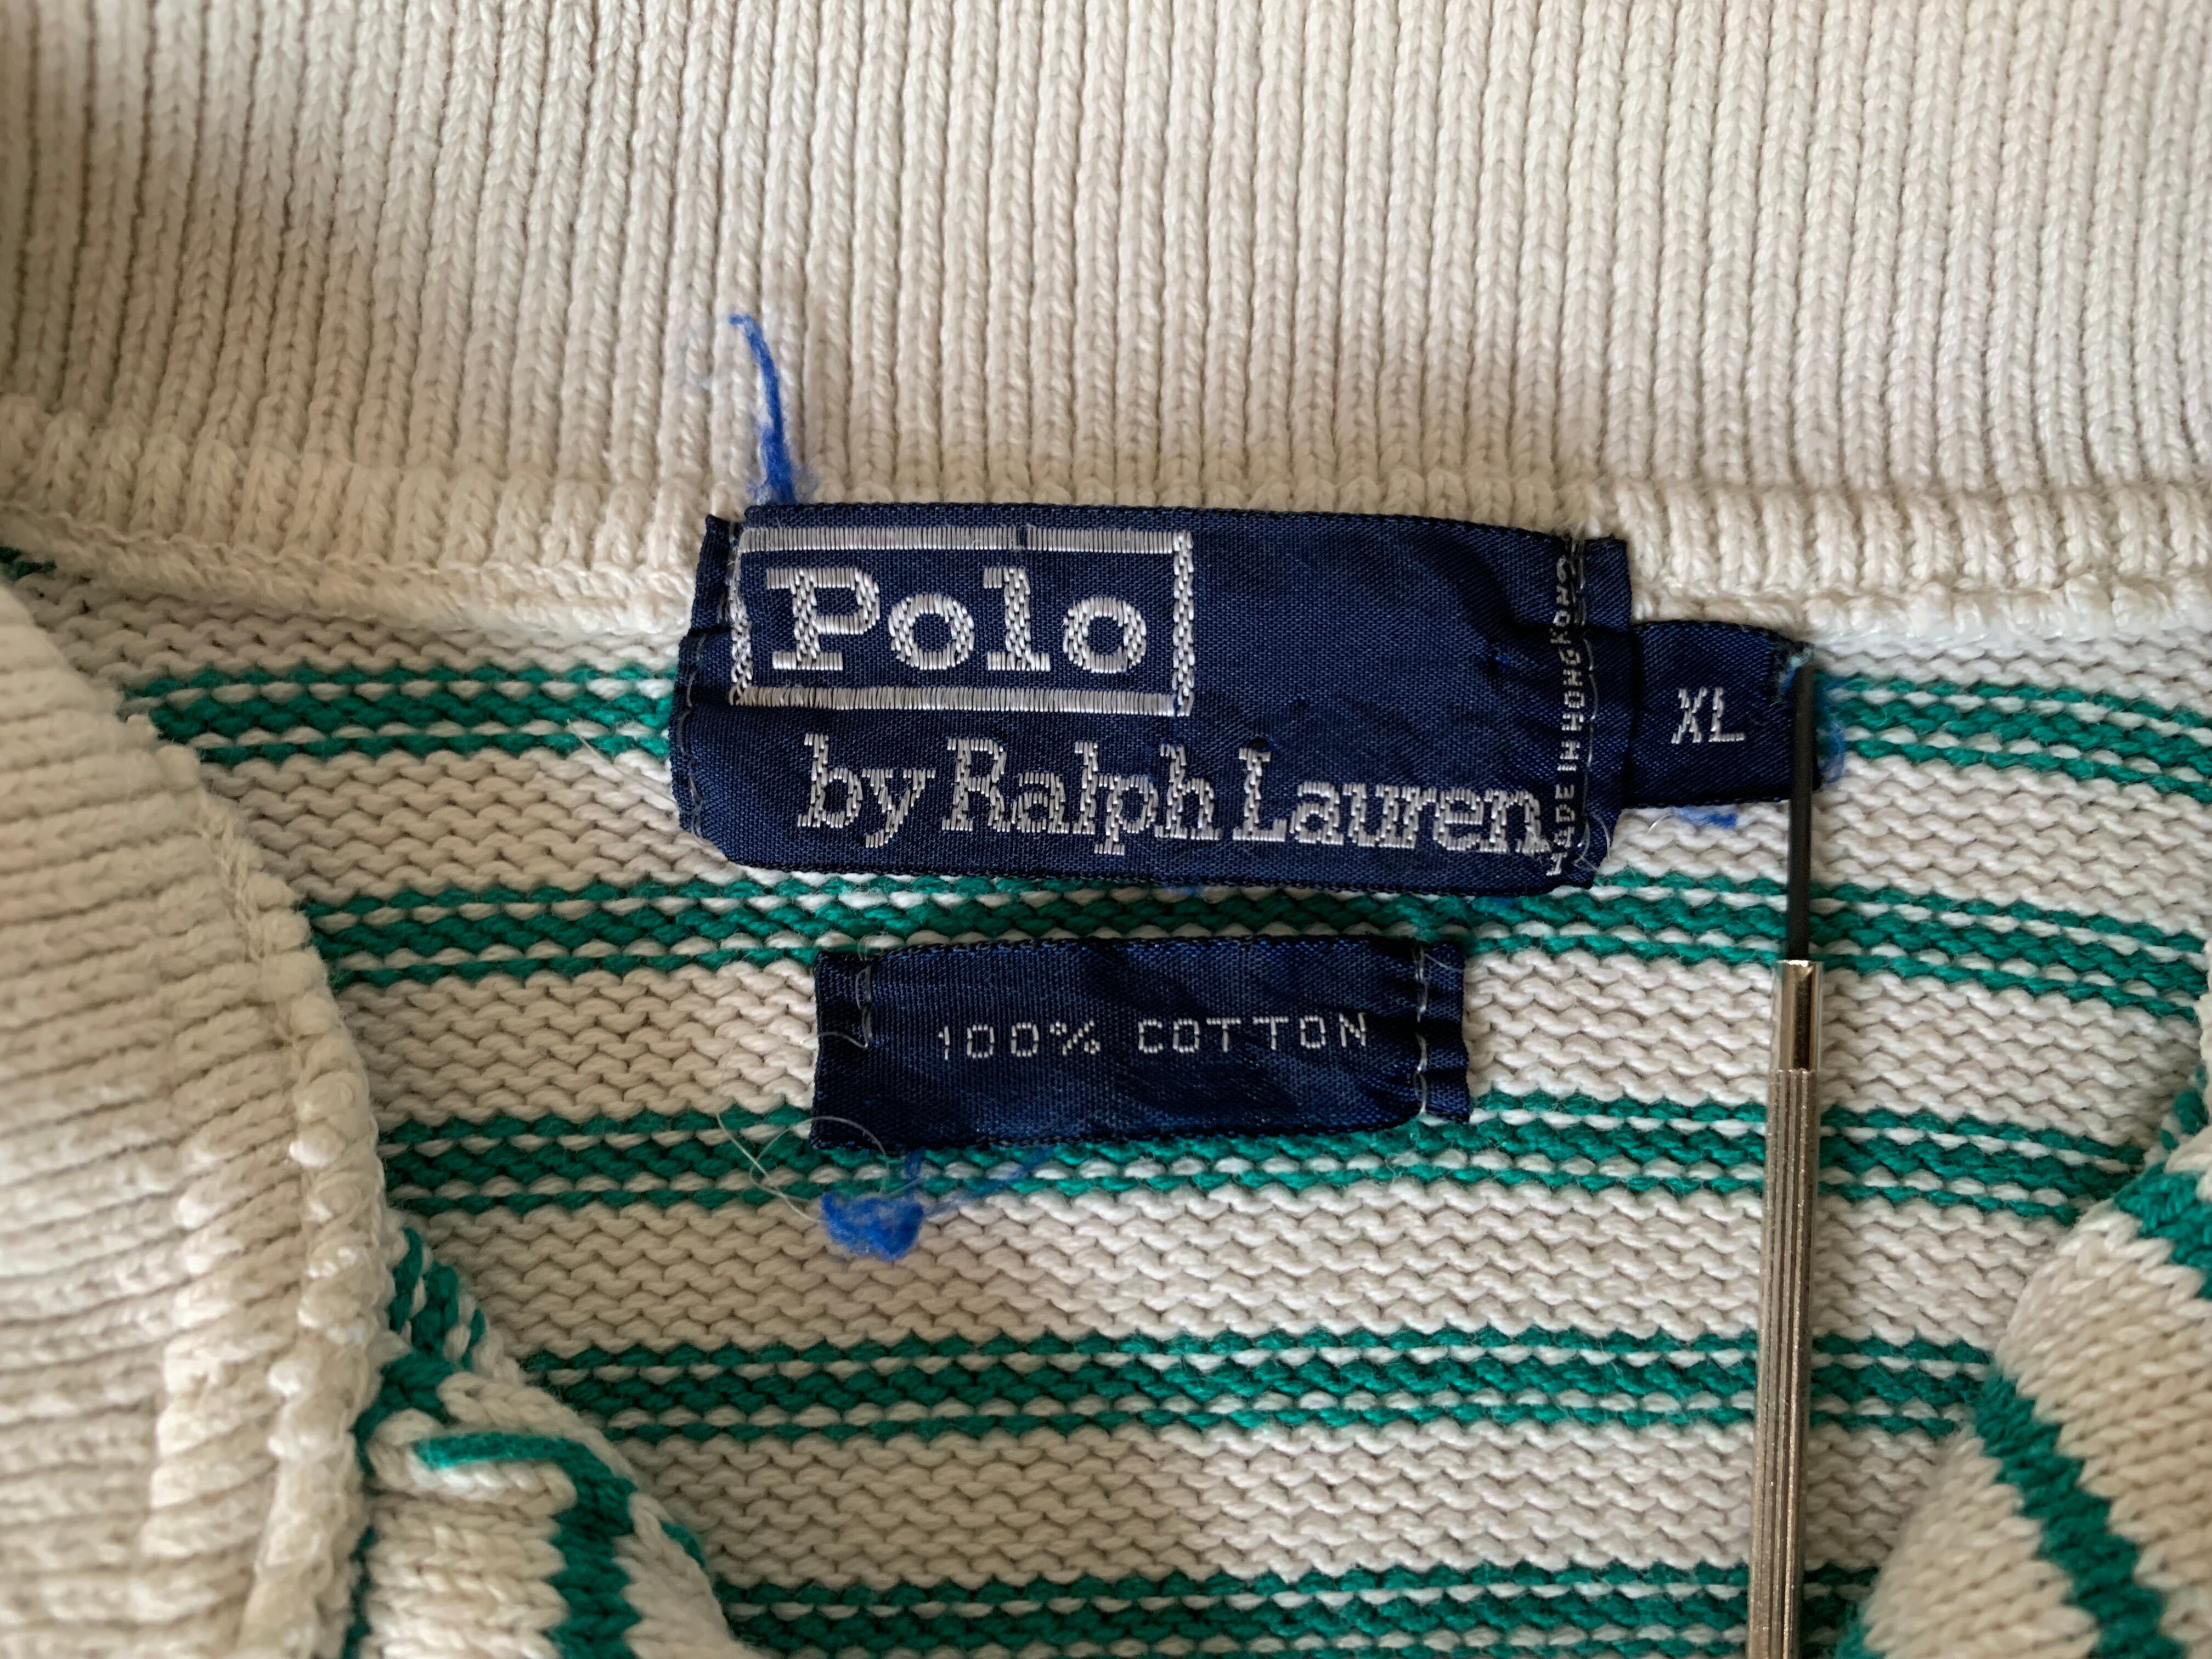 Polo
by Ralph Lauren
MADE IN HONG KONG
XL
100% COTTON